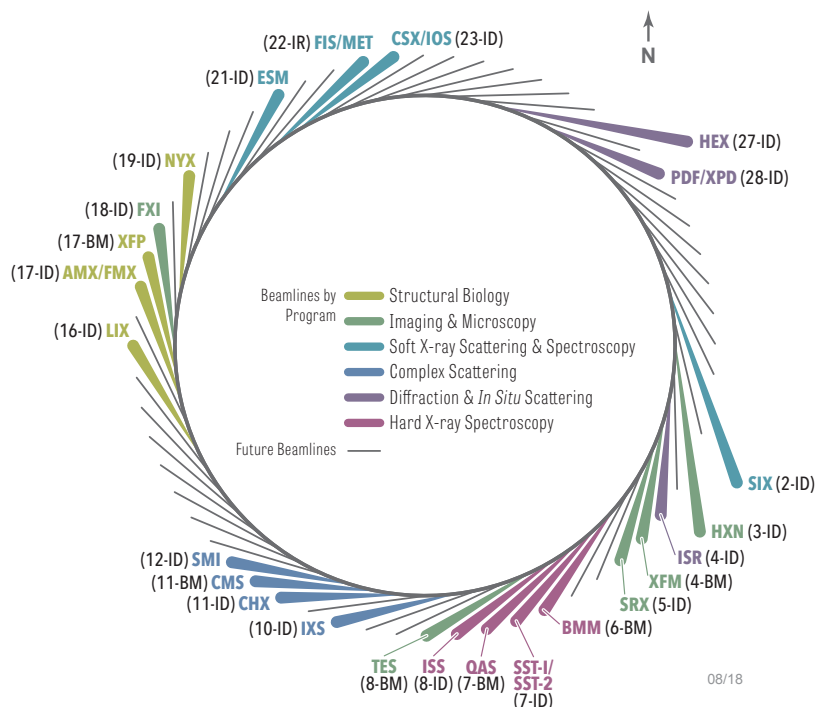 (22-IR) FIS/MET
CSX/IOS (23-ID)
N
(21-ID) ESM
HEX (27-ID)
PDF/XPD (28-ID)
(19-ID) NYX
(18-ID) FXI
(17-BM) XFP
(17-ID) AMX/FMX
(16-ID) LIX
Beamlines by
Program
Structural Biology
Imaging & Microscopy
Soft X-ray Scattering & Spectroscopy
Complex Scattering
Diffraction & In Situ Scattering
Hard X-ray Spectroscopy
Future Beamlines
SIX (2-ID)
HXN (3-ID)
ISR (4-ID)
XFM (4-BM)
SRX (5-ID)
BMM (6-BM)
(12-ID) SMI
(11-BM) CMS
(11-ID) CHX
(10-ID) IXS
TES
(8-BM)
ISS
(8-ID)
QAS
(7-BM)
SST-1/
SST-2
(7-ID)
08/18